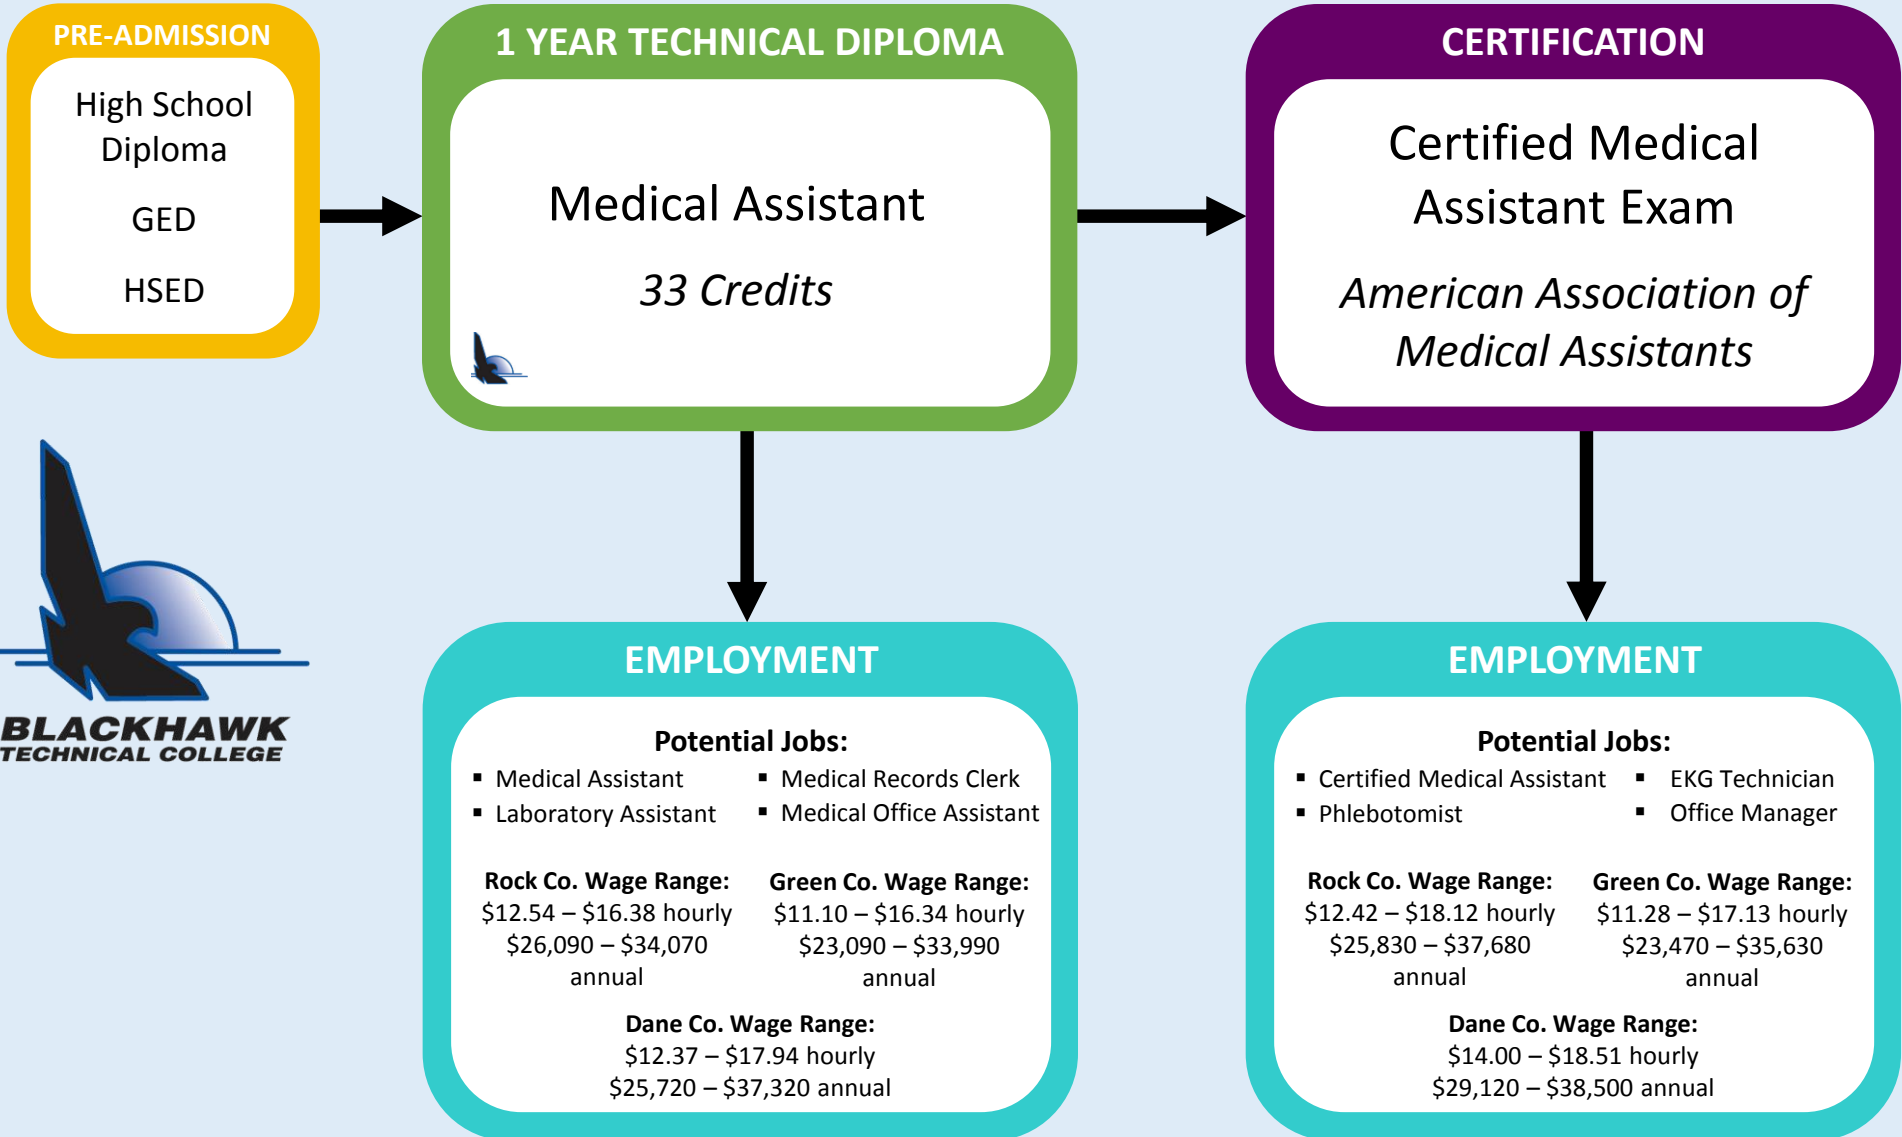 PRE-ADMISSION
High School
Diploma
GED
HSED
1 YEAR TECHNICAL DIPLOMA
Medical Assistant
33 Credits
CERTIFICATION
Certified Medical
Assistant Exam
American Association of
Medical Assistants
BLACKHAWK
TECHNICAL COLLEGE
EMPLOYMENT
Potential Jobs:
▪ Medical Assistant
▪ Laboratory Assistant
▪ Medical Records Clerk
▪ Medical Office Assistant
Rock Co. Wage Range:
$12.54 – $16.38 hourly
$26,090 – $34,070
annual
Green Co. Wage Range:
$11.10 – $16.34 hourly
$23,090 – $33,990
annual
Dane Co. Wage Range:
$12.37 – $17.94 hourly
$25,720 – $37,320 annual
EMPLOYMENT
Potential Jobs:
▪ Certified Medical Assistant
▪ Phlebotomist
▪ EKG Technician
▪ Office Manager
Rock Co. Wage Range:
$12.42 – $18.12 hourly
$25,830 – $37,680
annual
Green Co. Wage Range:
$11.28 – $17.13 hourly
$23,470 – $35,630
annual
Dane Co. Wage Range:
$14.00 – $18.51 hourly
$29,120 – $38,500 annual